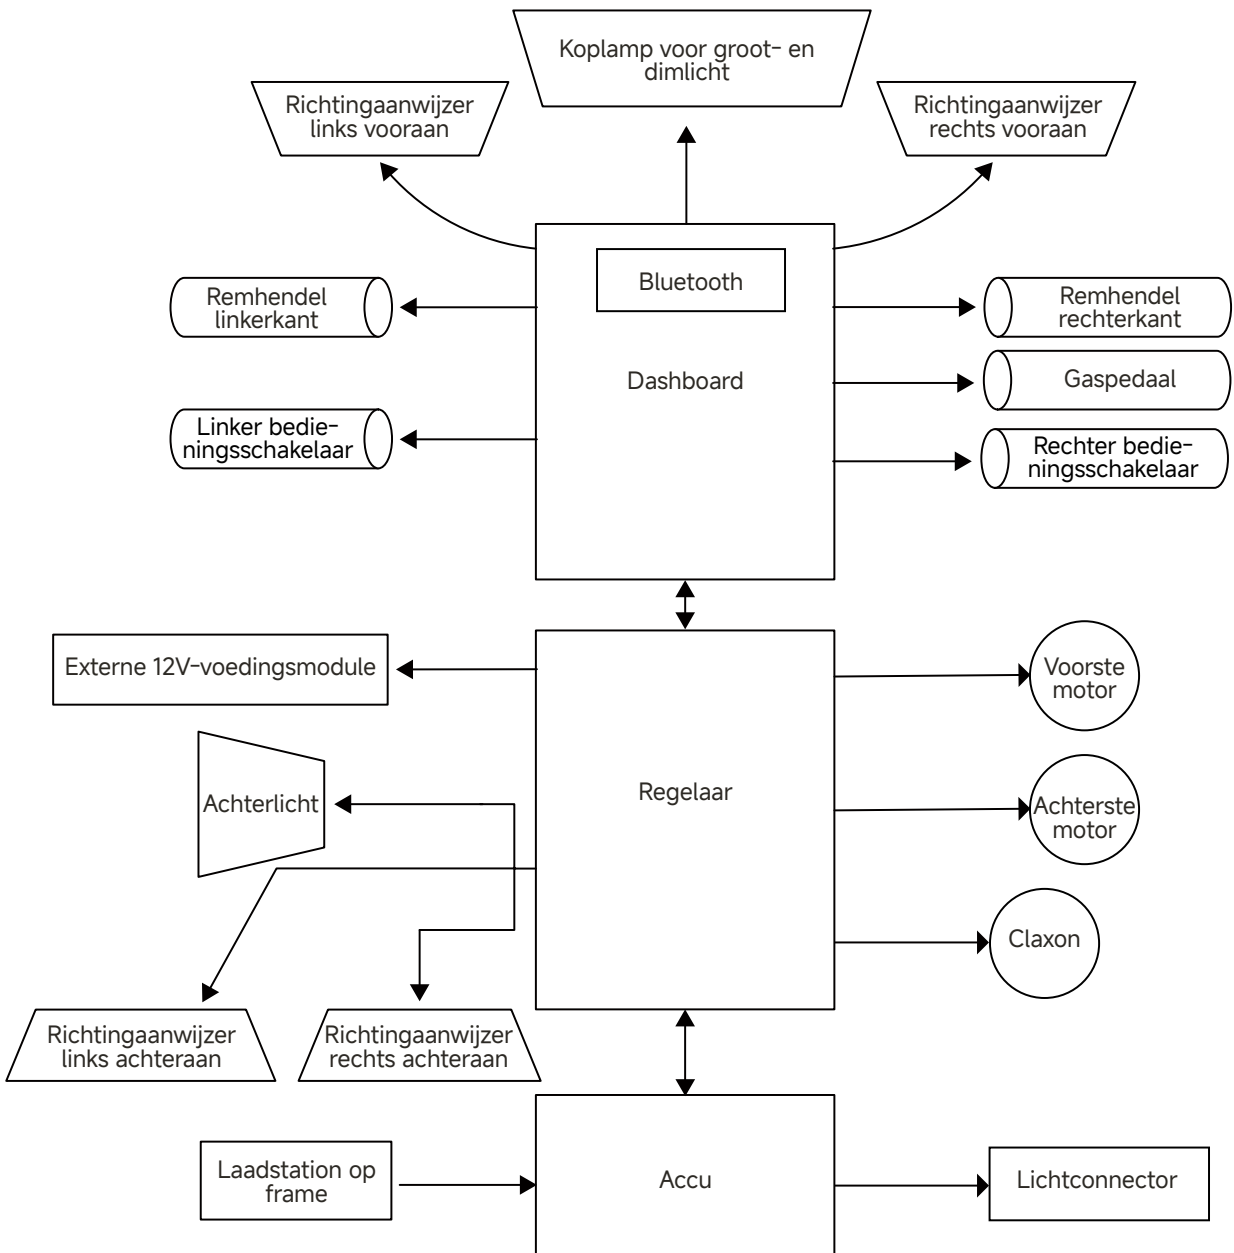 Koplamp voor groot- en
dimlicht
Richtingaanwijzer
links vooraan
Richtingaanwijzer
rechts vooraan
Bluetooth
Dashboard
Remhendel
linkerkant
Remhendel
rechterkant
Gaspedaal
Linker bedie-
ningsschakelaar
Rechter bedie-
ningsschakelaar
Externe 12V-voedingsmodule
Voorste
motor
Achterlicht
Regelaar
Achterste
motor
Claxon
Richtingaanwijzer
links achteraan
Richtingaanwijzer
rechts achteraan
Laadstation op
frame
Accu
Lichtconnector